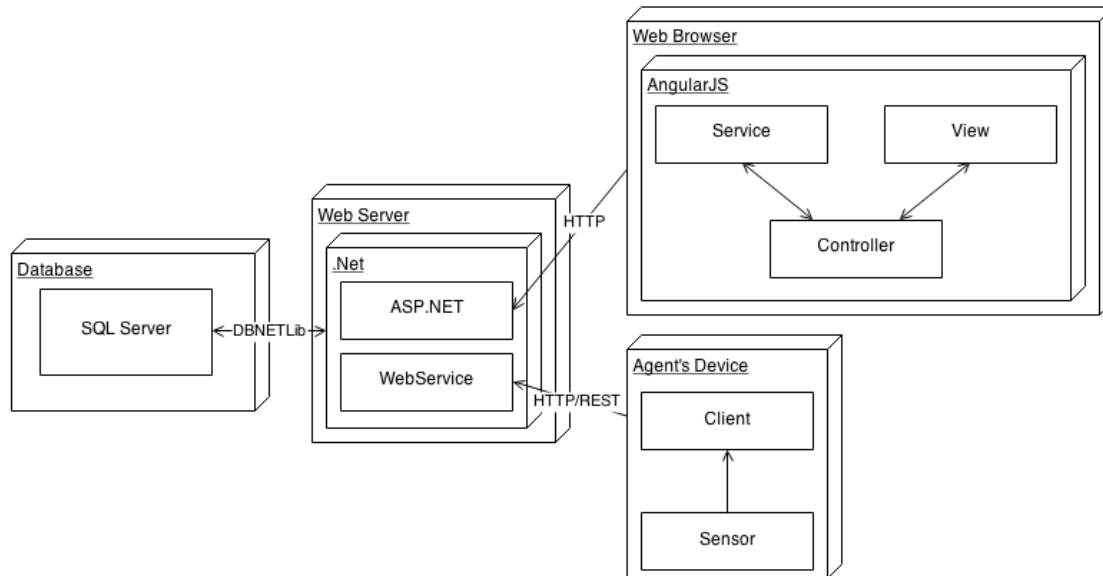 Web Browser
AngularJS
Service
View
Controller
HTTP
Web Server
.Net
ASP.NET
WebService
Database
SQL Server
DBNETLib
HTTP/REST
Agent's Device
Client
Sensor